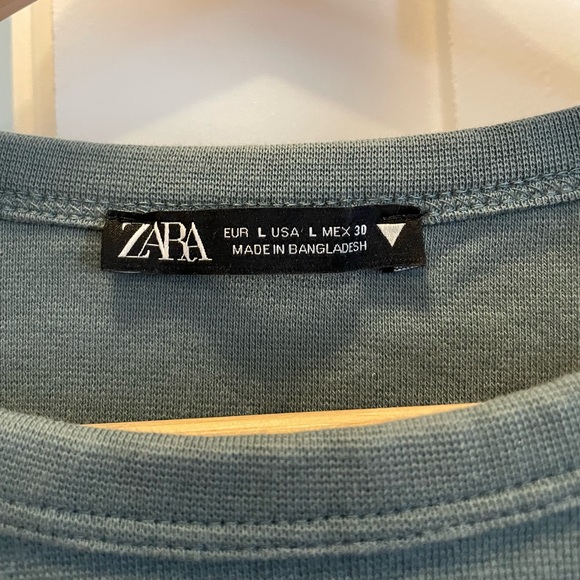 ZARA
EUR L USA L MEX 30
MADE IN BANGLADESH